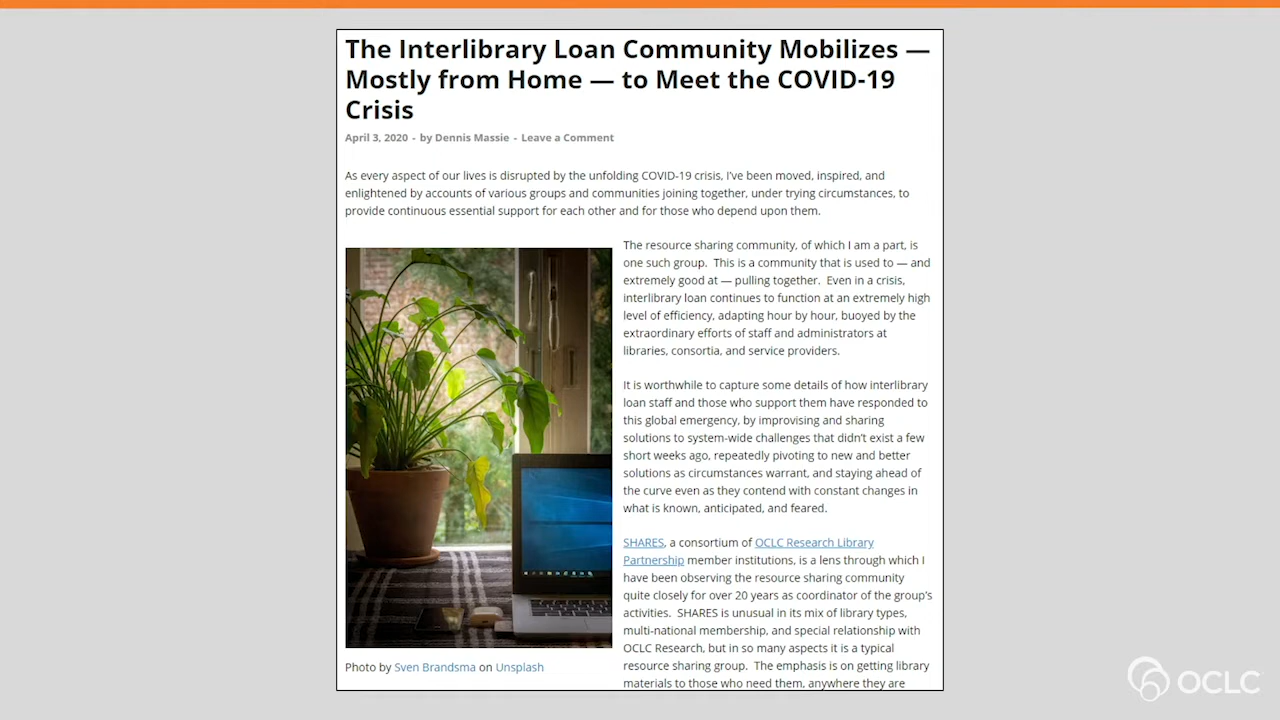 The Interlibrary Loan Community Mobilizes —
Mostly from Home — to Meet the COVID-19
Crisis
April 3, 2020 - by Dennis Massie - Leave a Comment
As every aspect of our lives is disrupted by the unfolding COVID-19 crisis, I've been moved, inspired, and
enlightened by accounts of various groups and communities joining together, under trying circumstances, to
provide continuous essential support for each other and for those who depend upon them.
The resource sharing community, of which I am a part, is
one such group. This is a community that is used to — and
extremely good at — pulling together. Even in a crisis,
interlibrary loan continues to function at an extremely high
level of efficiency, adapting hour by hour, buoyed by the
extraordinary efforts of staff and administrators at
libraries, consortia, and service providers.
It is worthwhile to capture some details of how interlibrary
loan staff and those who support them have responded to
this global emergency, by improvising and sharing
solutions to system-wide challenges that didn't exist a few
short weeks ago, repeatedly pivoting to new and better
solutions as circumstances warrant, and staying ahead of
the curve even as they contend with constant changes in
what is known, anticipated, and feared.
SHARES, a consortium of OCLC Research Library
Partnership member institutions, is a lens through which I
have been observing the resource sharing community
quite closely for over 20 years as coordinator of the group's
activities. SHARES is unusual in its mix of library types,
multi-national membership, and special relationship with
OCLC Research, but in so many aspects it is a typical
resource sharing group. The emphasis is on getting library
materials to those who need them, anywhere they are
Photo by Sven Brandsma on Unsplash
OCLC